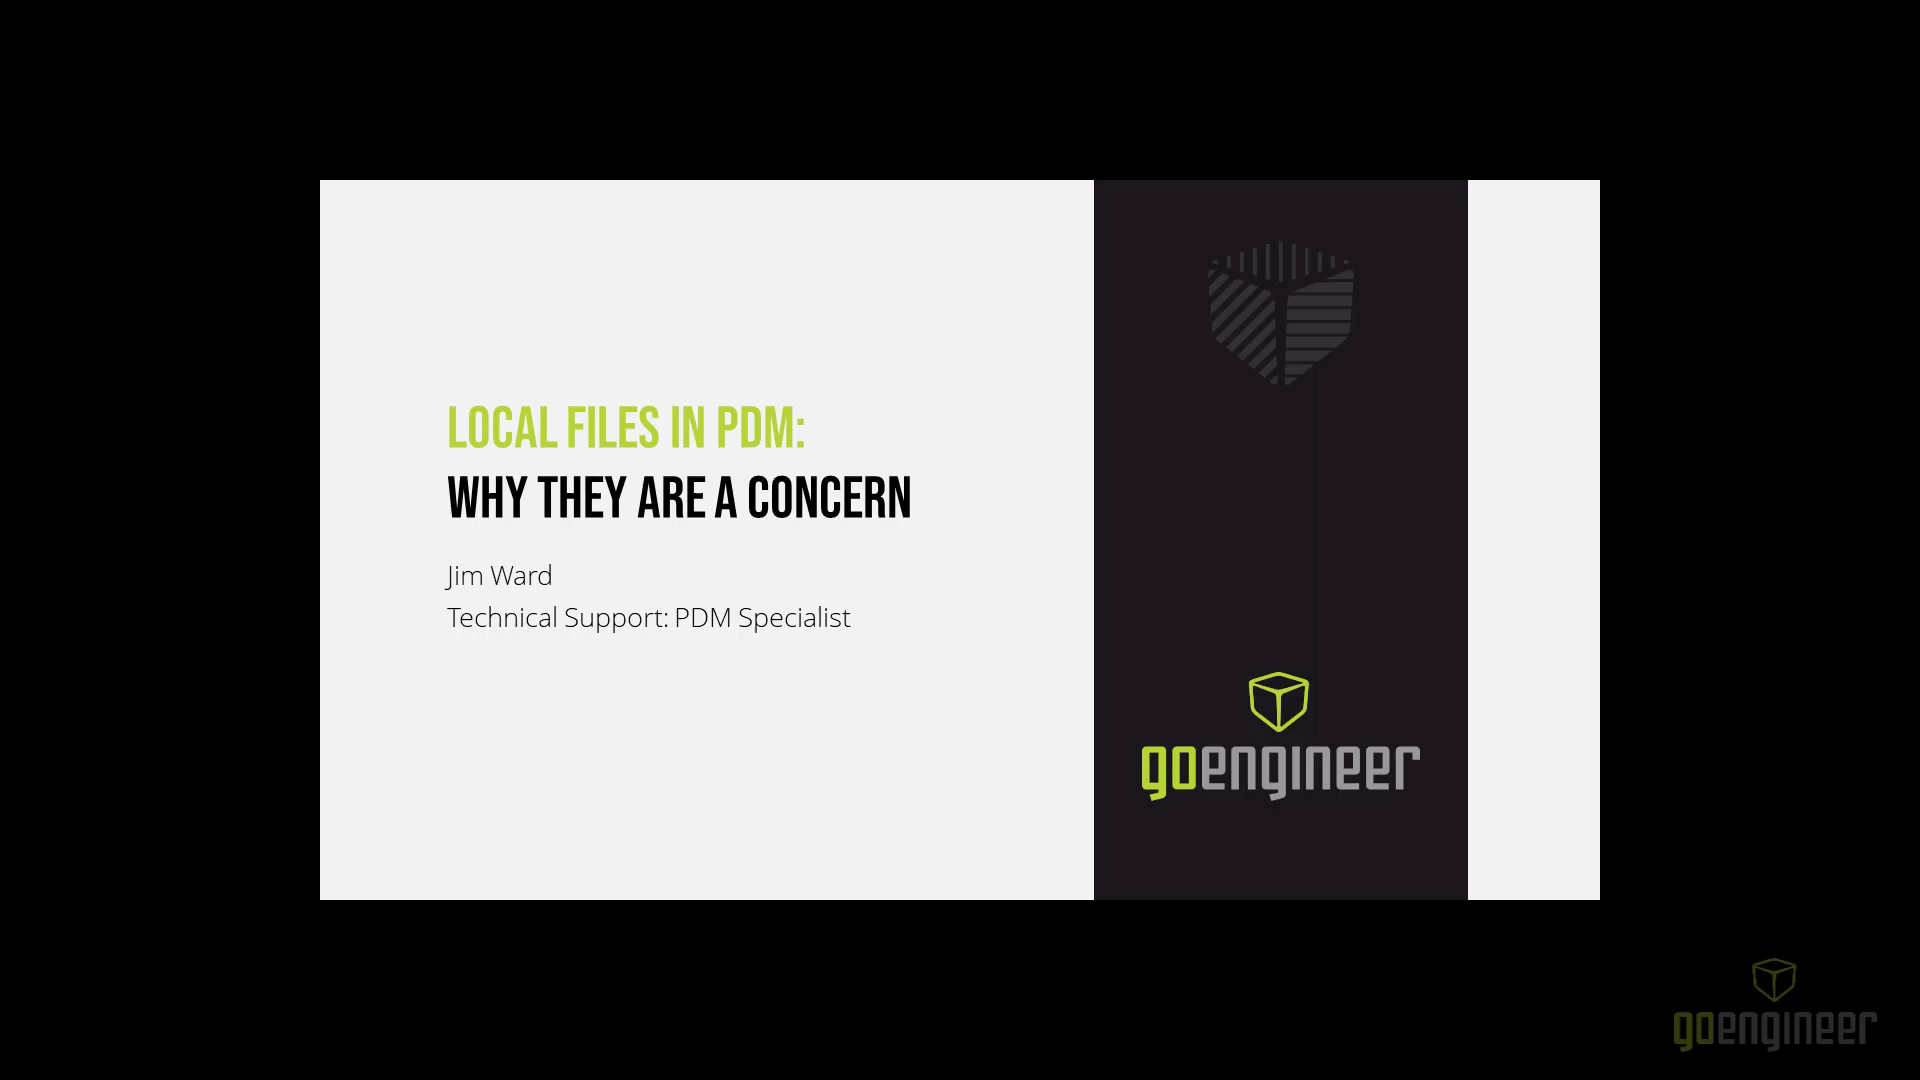 LOCAL FILES IN PDM:
WHY THEY ARE A CONCERN
Jim Ward
Technical Support: PDM Specialist
goengineer
goengineer